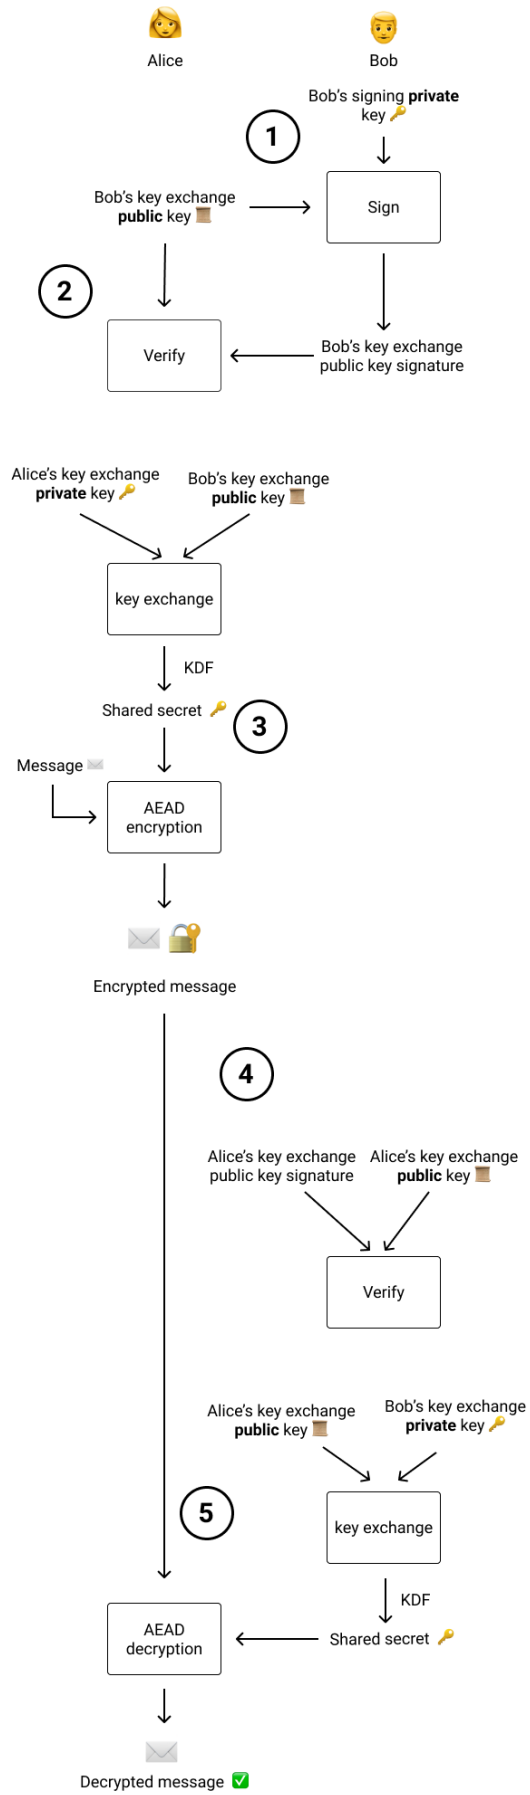 Alice
Bob
Bob's signing private
key
1
Bob's key exchange
public key
Sign
2
Verify
Bob's key exchange
public key signature
Alice's key exchange
private key
Bob's key exchange
public key
key exchange
KDF
Shared secret
3
Message
AEAD
encryption
Encrypted message
4
Alice's key exchange
public key signature
Alice's key exchange
public key
Verify
Alice's key exchange
public key
Bob's key exchange
private key
5
key exchange
KDF
AEAD
decryption
Shared secret
Decrypted message